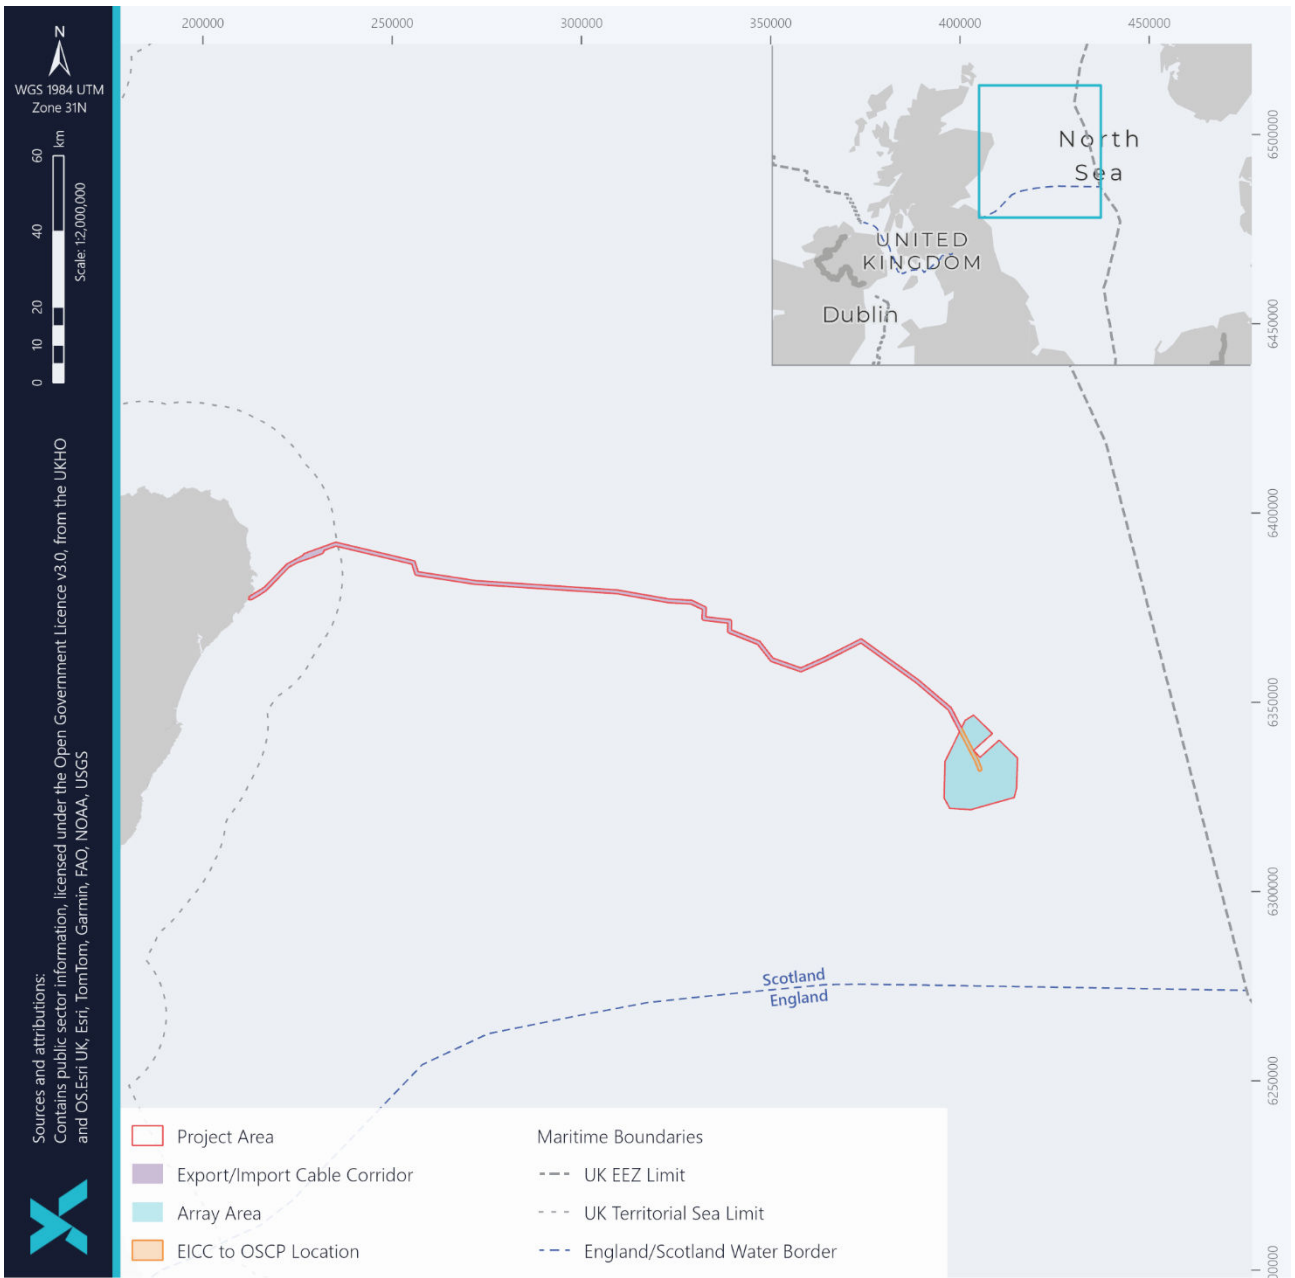 200000
250000
300000
350000
400000
450000
N
WGS 1984 UTM
Zone 31N
km
60
40
20
10
0
Scale: 1:2,000,000
Sources and attributions:
Contains public sector information, licensed under the Open Government Licence v3.0, from the UKHO
and OS.Esri UK, Esri, TomTom, Garmin, FAO, NOAA, USGS
North
Sea
UNITED
KINGDOM
Dublin
6500000
6450000
6400000
6350000
6300000
6250000
Scotland
England
Project Area
Export/Import Cable Corridor
Array Area
EICC to OSCP Location
Maritime Boundaries
UK EEZ Limit
UK Territorial Sea Limit
England/Scotland Water Border